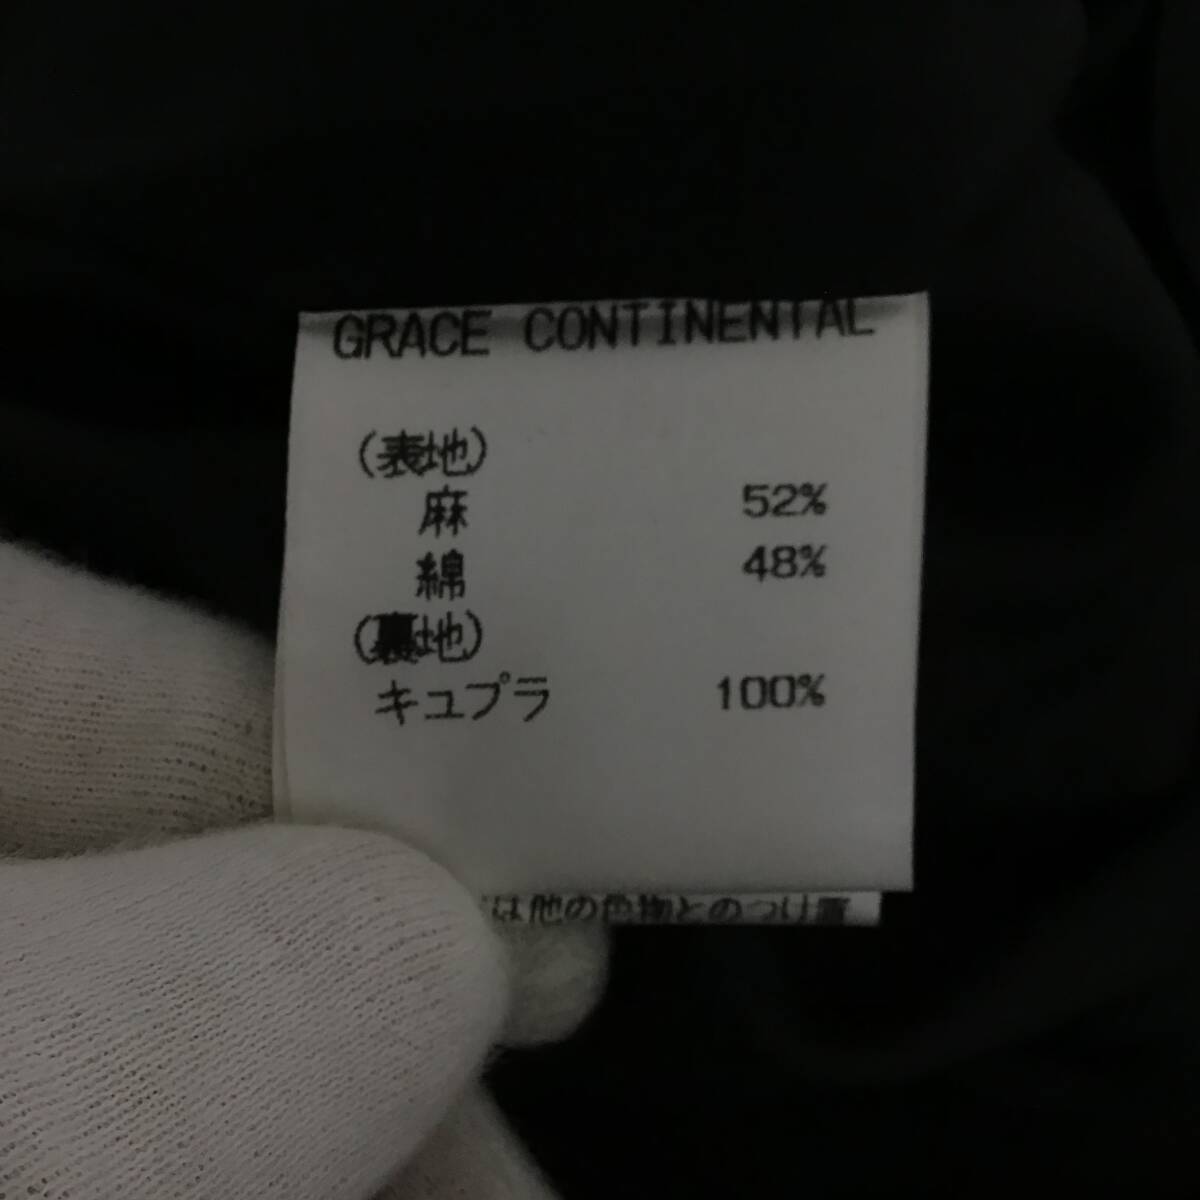 GRACE CONTINENTAL
(表地)
麻 52%
綿 48%
(裏地)
キュプラ 100%
は他の色物とのつけ置